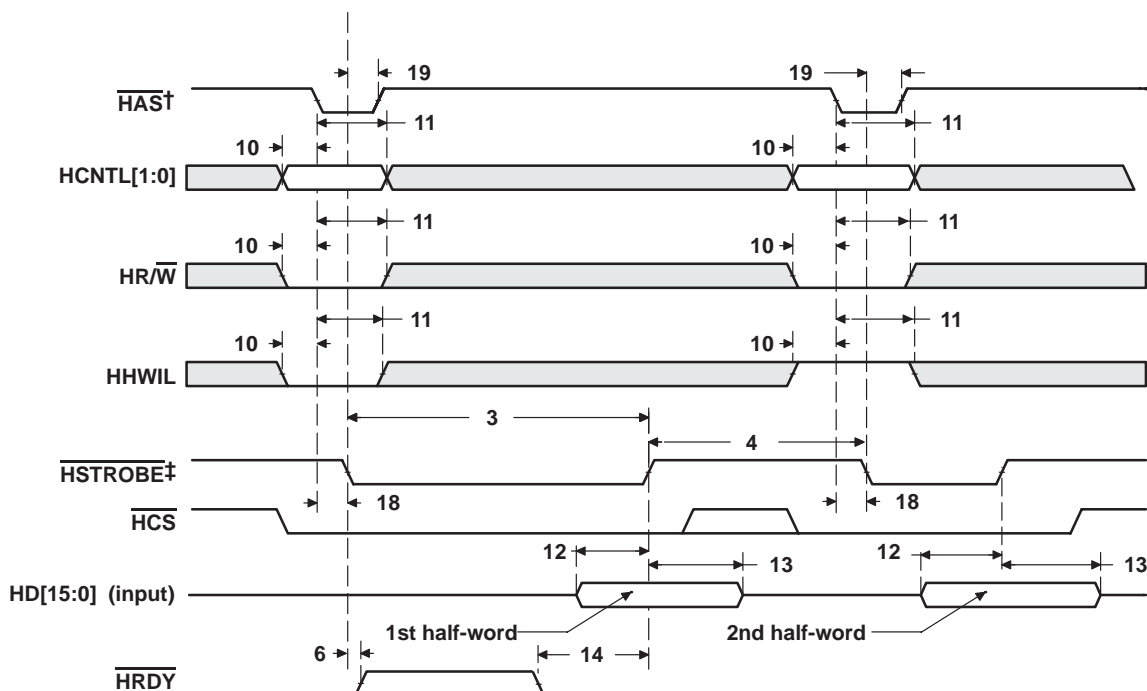 19 19
HAS†
11 11
10 10
HCNTL[1:0]
11 11
10 10
HR/W
11 11
10 10
HHWIL
3
4
HSTROBE‡
18 18
HCS
12 12
13 13
HD[15:0] (input)
1st half-word 2nd half-word
6 14
HRDY